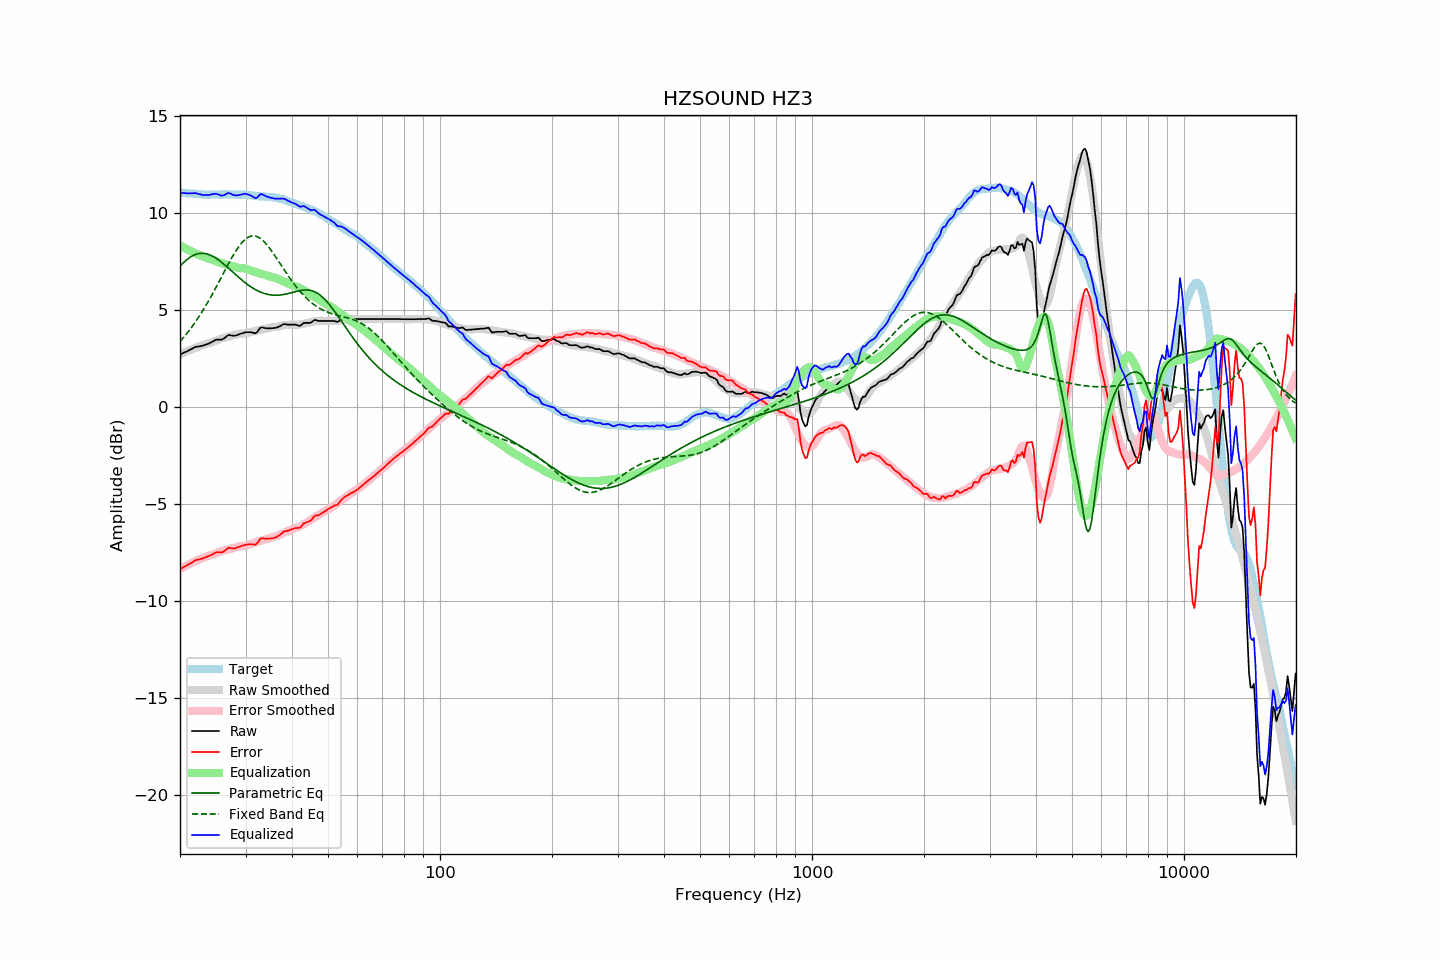 HZSOUND HZ3
15
10
5
0
−5
−10
−15
−20
Amplitude (dBr)
Target
Raw Smoothed
Error Smoothed
Raw
Error
Equalization
Parametric Eq
Fixed Band Eq
Equalized
100
1000
10000
Frequency (Hz)